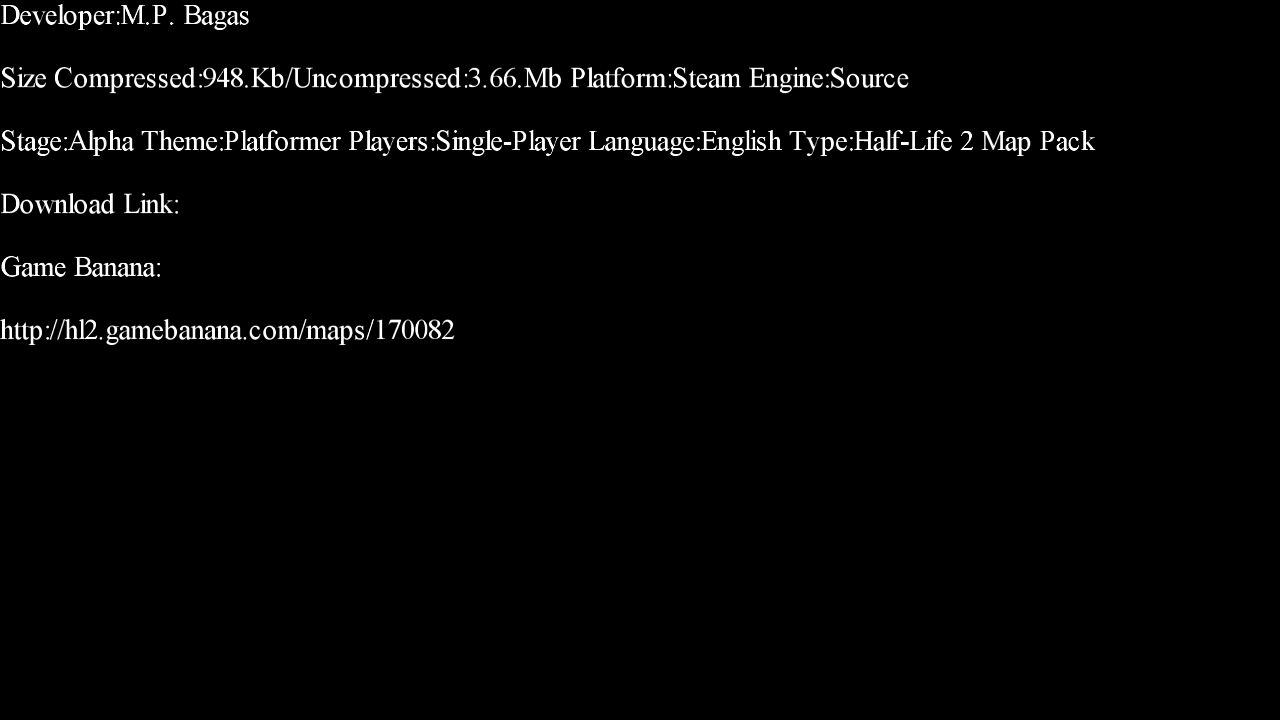 Developer:M.P. Bagas
Size Compressed:948.Kb/Uncompressed:3.66.Mb Platform:Steam Engine:Source
Stage:Alpha Theme:Platformer Players:Single-Player Language:English Type:Half-Life 2 Map Pack
Download Link:
Game Banana:
http://hl2.gamebanana.com/maps/170082